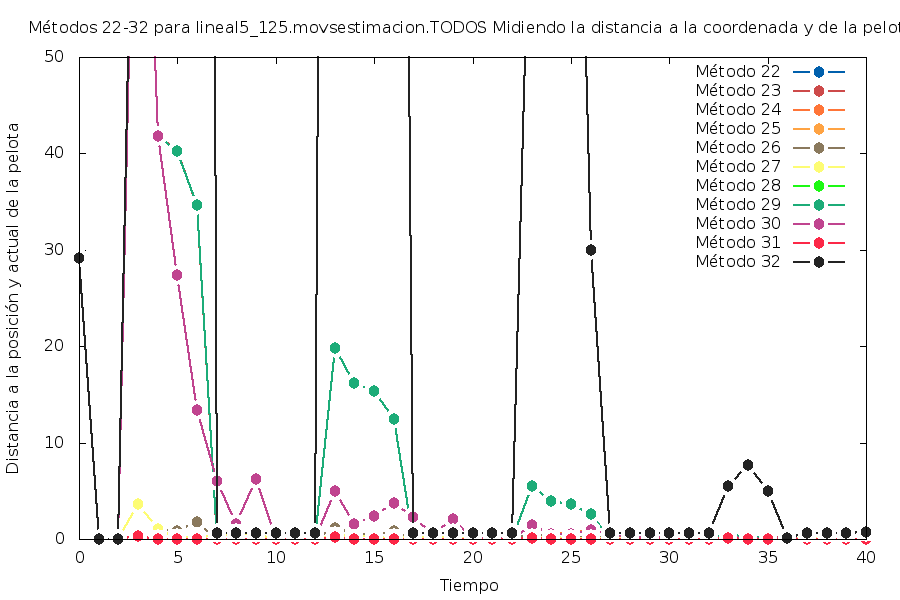 Métodos 22-32 para lineal5_125.movsestimacion.TODOS Midiendo la distancia a la coordenada y de la pelot
Distancia a la posición y actual de la pelota
50
40
30
20
10
0
Método 22
Método 23
Método 24
Método 25
Método 26
Método 27
Método 28
Método 29
Método 30
Método 31
Método 32
0 5 10 15 20 25 30 35 40
Tiempo